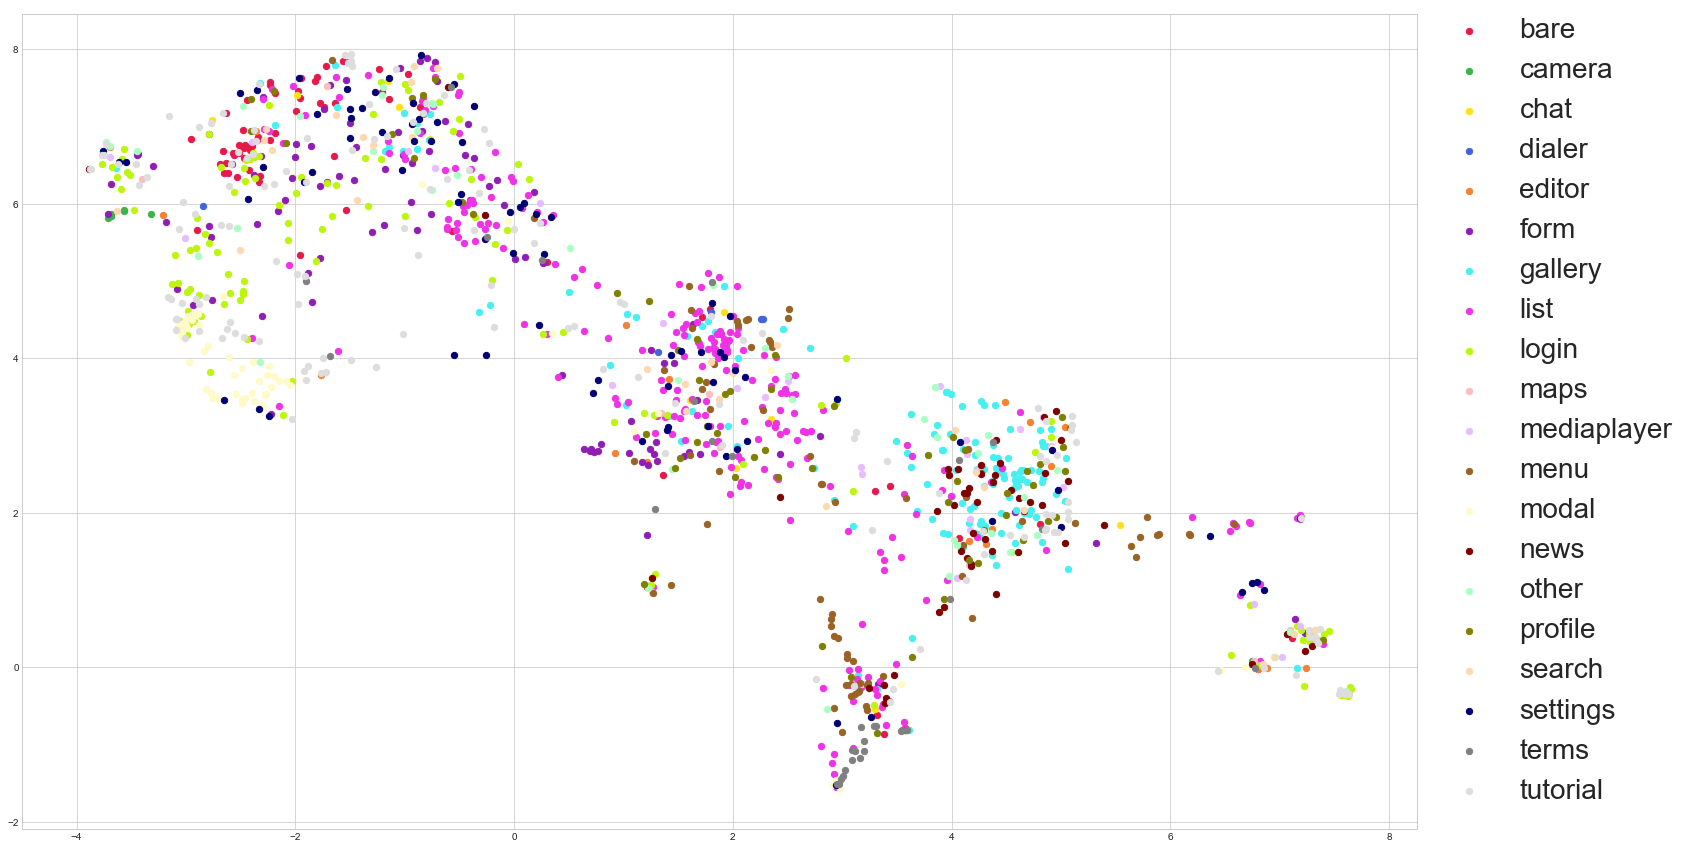 bare
camera
chat
dialer
editor
form
gallery
list
login
maps
mediaplayer
menu
modal
news
other
profile
search
settings
terms
tutorial
8
6
4
2
0
−2
−4 −2 0 2 4 6 8